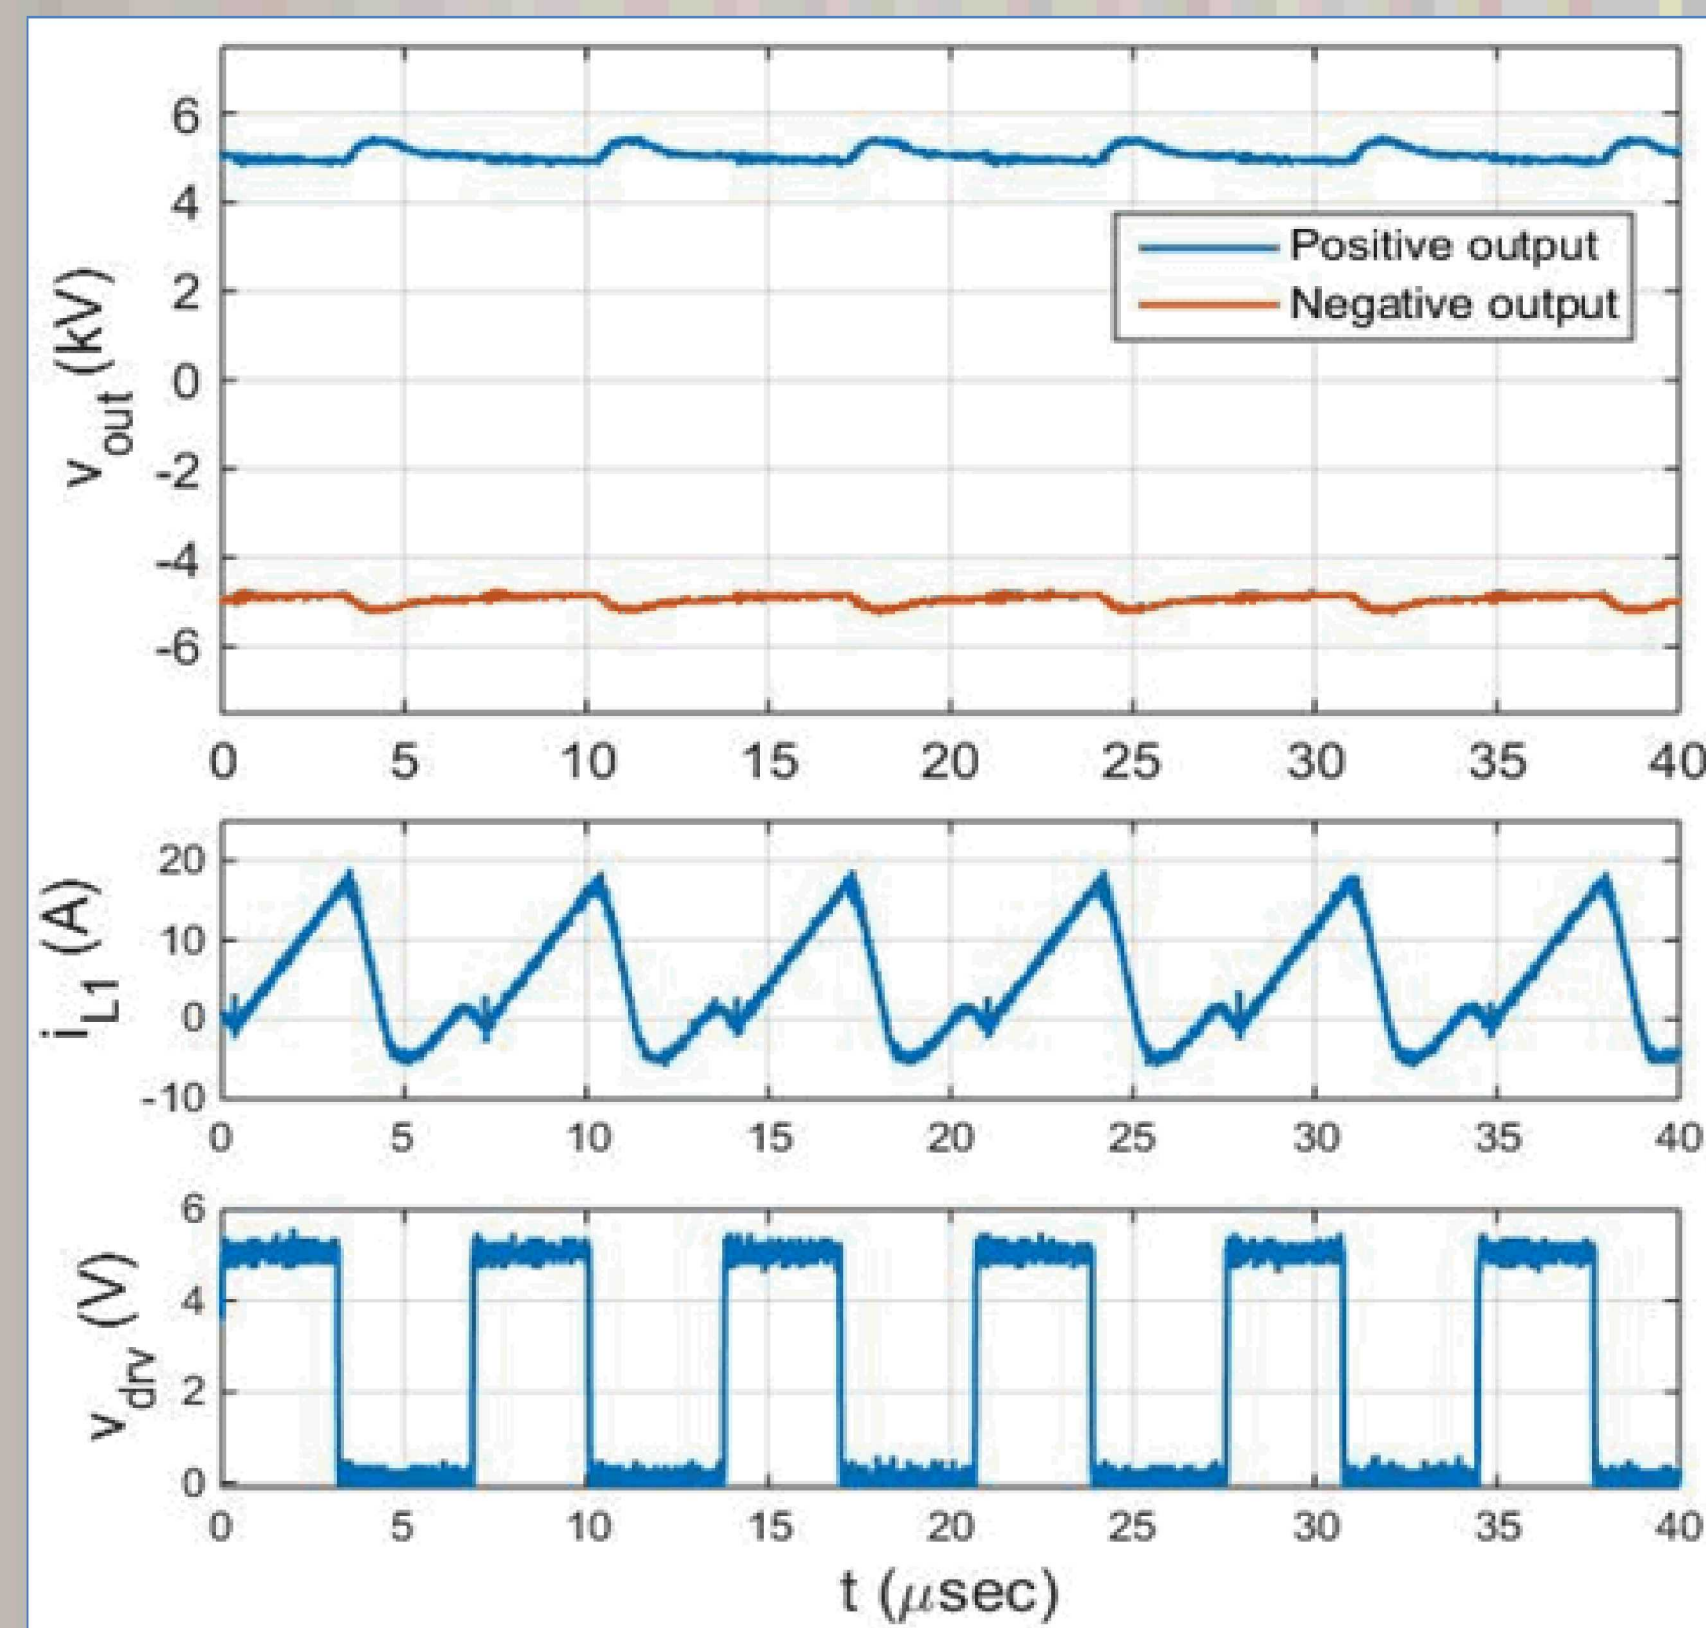 6
4
2
0
-2
-4
-6
v_out (kV)
Positive output
Negative output
0 5 10 15 20 25 30 35 40
20
10
0
-10
i_L1 (A)
0 5 10 15 20 25 30 35 40
6
4
2
0
v_drv (V)
0 5 10 15 20 25 30 35 40
t (μsec)